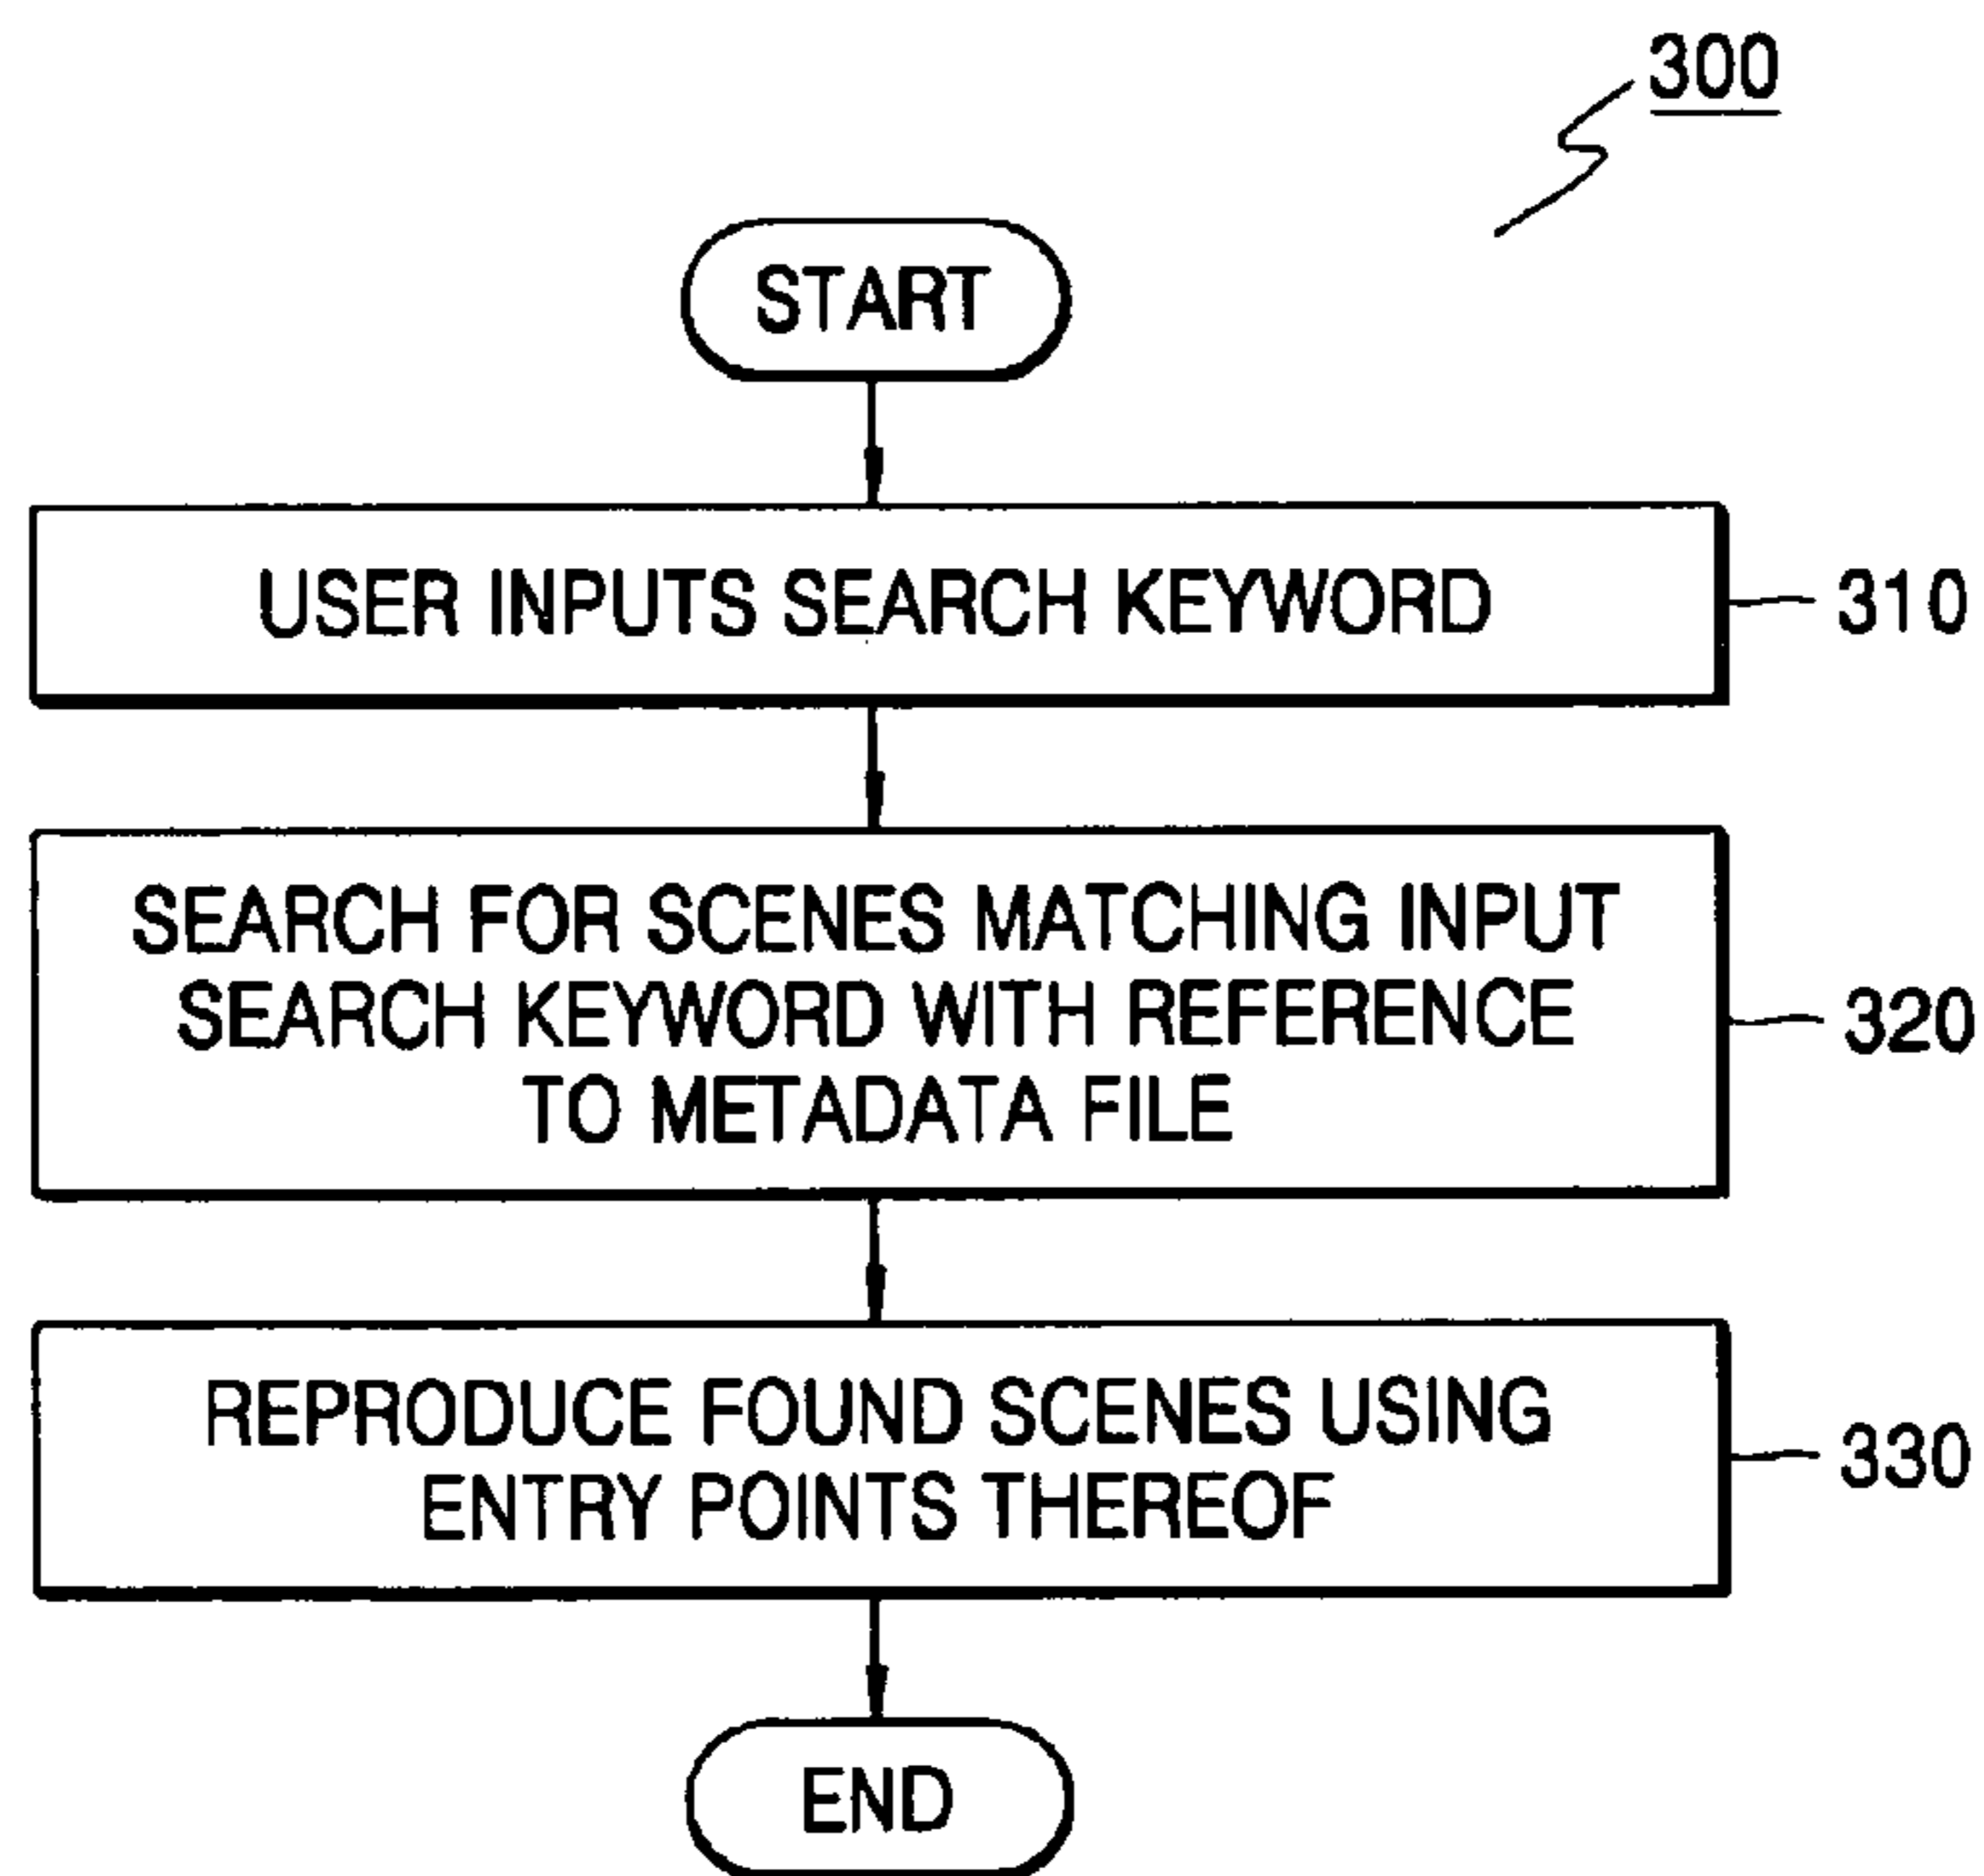 300
START
USER INPUTS SEARCH KEYWORD
310
SEARCH FOR SCENES MATCHING INPUT
SEARCH KEYWORD WITH REFERENCE
TO METADATA FILE
320
REPRODUCE FOUND SCENES USING
ENTRY POINTS THEREOF
330
END